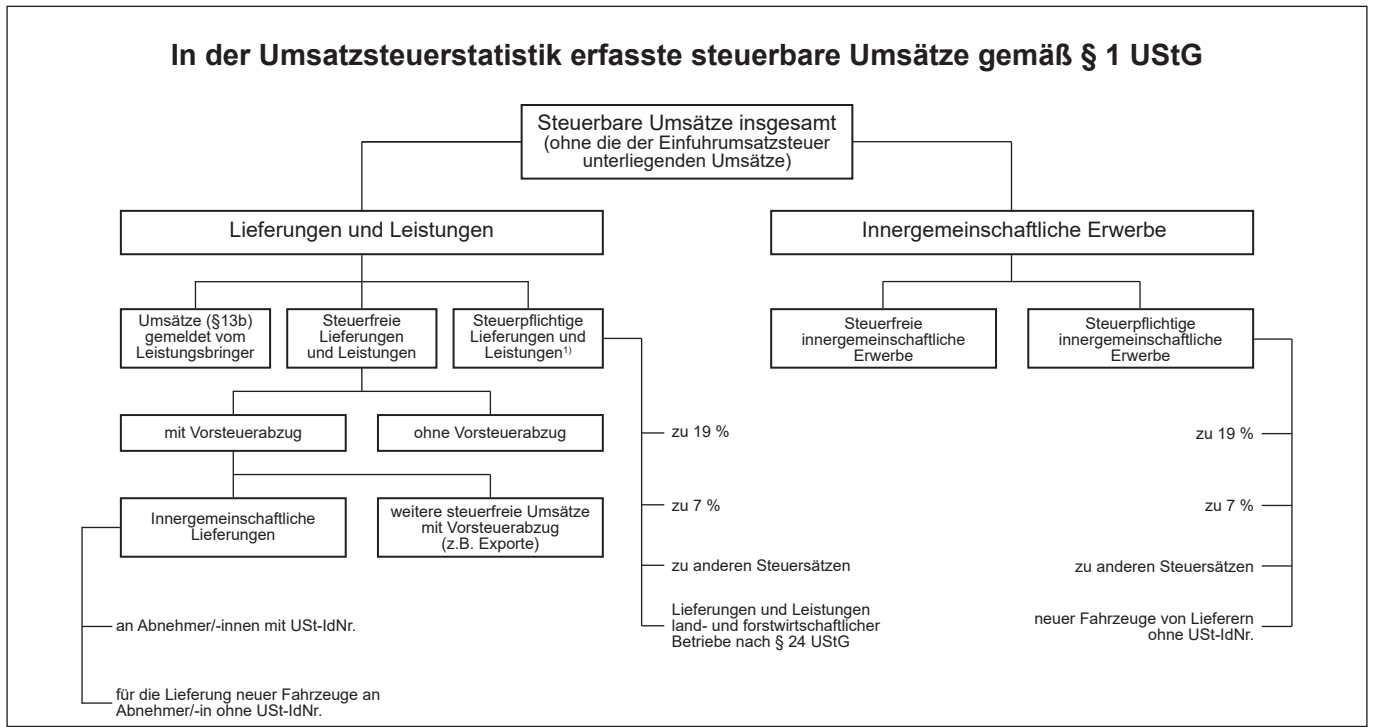 In der Umsatzsteuerstatistik erfasste steuerbare Umsätze gemäß § 1 UStG
Steuerbare Umsätze insgesamt
(ohne die der Einfuhrumsatzsteuer
unterliegenden Umsätze)
Lieferungen und Leistungen
Innergemeinschaftliche Erwerbe
Umsätze (§13b)
gemeldet vom
Leistungsbringer
Steuerfreie
Lieferungen
und Leistungen
Steuerpflichtige
Lieferungen und
Leistungen¹⁾
Steuerfreie
innergemeinschaftliche
Erwerbe
Steuerpflichtige
innergemeinschaftliche
Erwerbe
mit Vorsteuerabzug
ohne Vorsteuerabzug
zu 19 %
zu 19 %
Innergemeinschaftliche
Lieferungen
weitere steuerfreie Umsätze
mit Vorsteuerabzug
(z.B. Exporte)
zu 7 %
zu 7 %
zu anderen Steuersätzen
zu anderen Steuersätzen
an Abnehmer/-innen mit USt-IdNr.
Lieferungen und Leistungen
land- und forstwirtschaftlicher
Betriebe nach § 24 UStG
neuer Fahrzeuge von Lieferern
ohne USt-IdNr.
für die Lieferung neuer Fahrzeuge an
Abnehmer/-in ohne USt-IdNr.